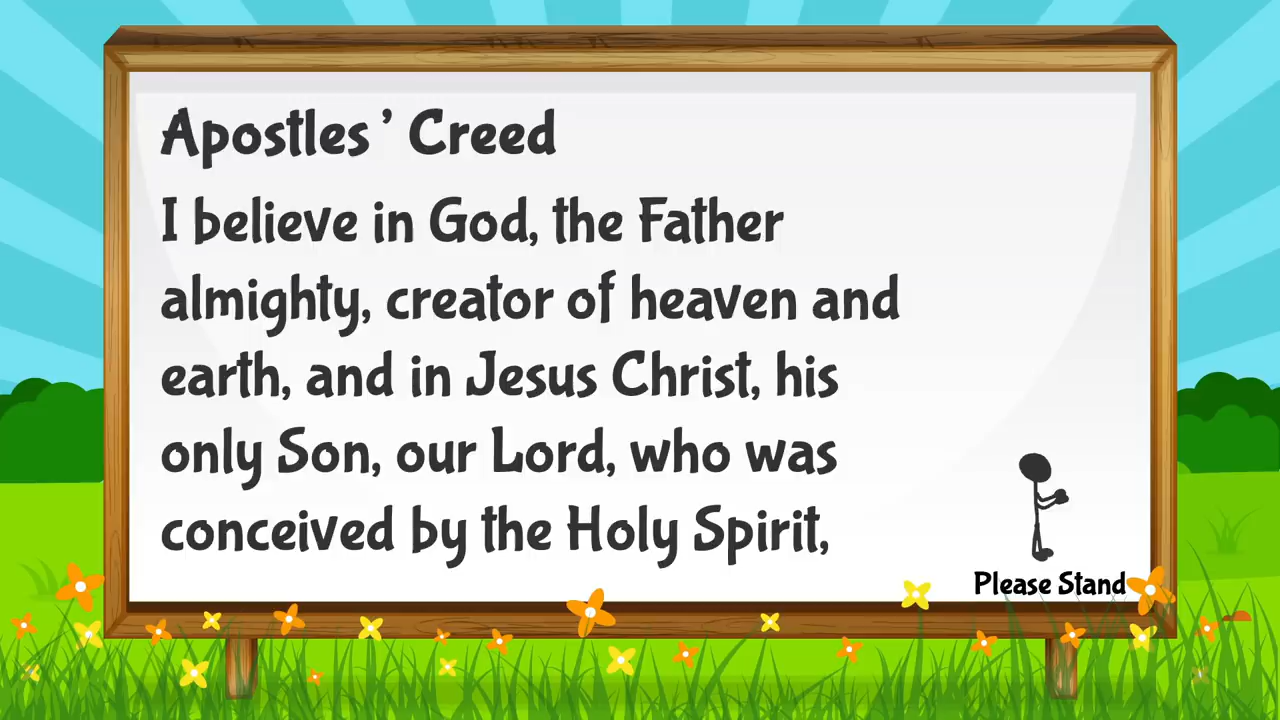 Apostles’ Creed
I believe in God, the Father
almighty, creator of heaven and
earth, and in Jesus Christ, his
only Son, our Lord, who was
conceived by the Holy Spirit,
Please Stand